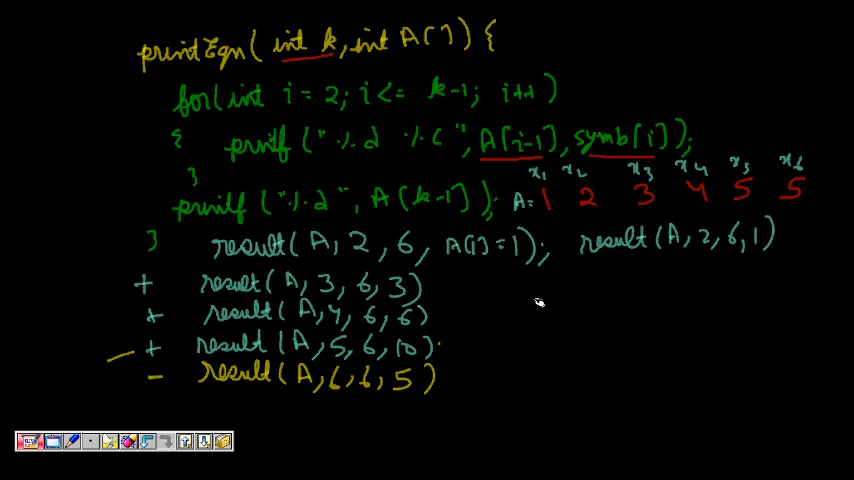 printEqn( int k, int A[ ]) {
for(int i = 2; i <= k-1; i++)
{ printf ("%d %c", A[i-1], symb[i]);
}
x1 x2 x3 x4 x5 x6
printf ("%d", A[k-1]); A= 1 2 3 4 5 5
} result(A, 2, 6, A[1]=1); result(A, 2, 6, 1)
+ result(A, 3, 6, 3)
+ result(A, 4, 6, 6)
+ result(A, 5, 6, 10).
- result(A, 6, 6, 5)